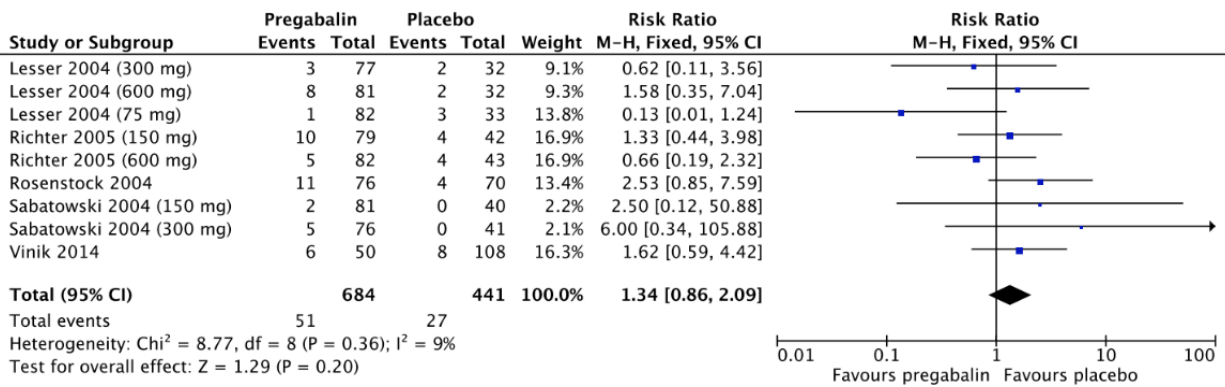 Pregabalin Placebo Risk Ratio Risk Ratio
Study or Subgroup Events Total Events Total Weight M-H, Fixed, 95% CI M-H, Fixed, 95% CI
Lesser 2004 (300 mg) 3 77 2 32 9.1% 0.62 [0.11, 3.56]
Lesser 2004 (600 mg) 8 81 2 32 9.3% 1.58 [0.35, 7.04]
Lesser 2004 (75 mg) 1 82 3 33 13.8% 0.13 [0.01, 1.24]
Richter 2005 (150 mg) 10 79 4 42 16.9% 1.33 [0.44, 3.98]
Richter 2005 (600 mg) 5 82 4 43 16.9% 0.66 [0.19, 2.32]
Rosenstock 2004 11 76 4 70 13.4% 2.53 [0.85, 7.59]
Sabatowski 2004 (150 mg) 2 81 0 40 2.2% 2.50 [0.12, 50.88]
Sabatowski 2004 (300 mg) 5 76 0 41 2.1% 6.00 [0.34, 105.88]
Vinik 2014 6 50 8 108 16.3% 1.62 [0.59, 4.42]
Total (95% CI) 684 441 100.0% 1.34 [0.86, 2.09]
Total events 51 27
Heterogeneity: Chi² = 8.77, df = 8 (P = 0.36); I² = 9%
Test for overall effect: Z = 1.29 (P = 0.20)
0.01 0.1 1 10 100
Favours pregabalin Favours placebo